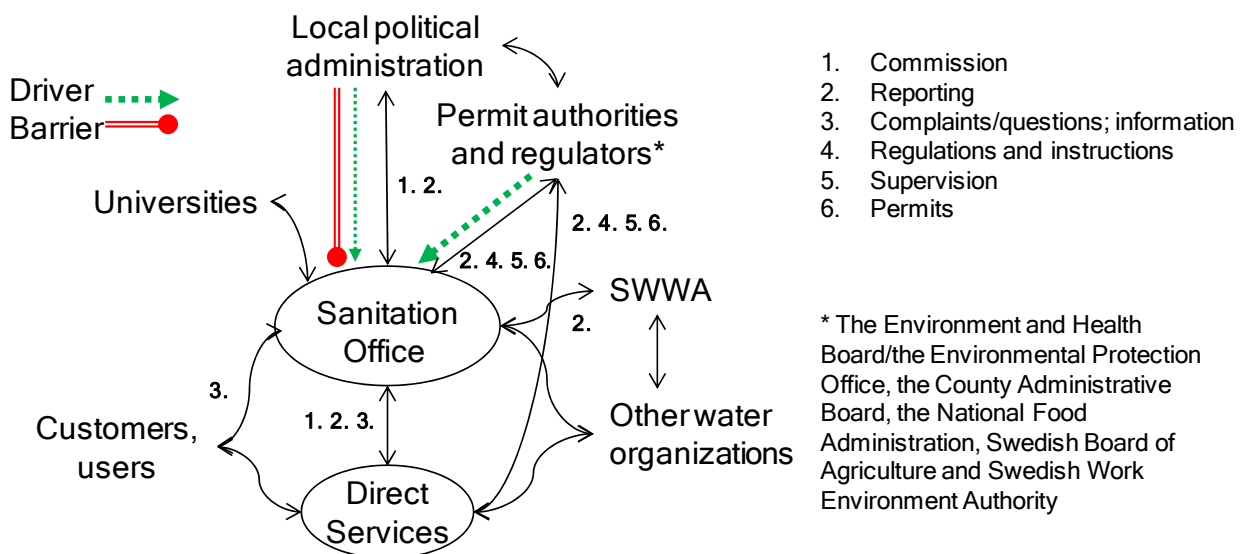 Local political
administration
Driver
Barrier
Permit authorities
and regulators*
1. 2.
Universities
2. 4. 5. 6.
2. 4. 5. 6.
SWWA
Sanitation
Office
2.
3.
1. 2. 3.
Customers,
users
Other water
organizations
Direct
Services
1. Commission
2. Reporting
3. Complaints/questions; information
4. Regulations and instructions
5. Supervision
6. Permits
* The Environment and Health
Board/the Environmental Protection
Office, the County Administrative
Board, the National Food
Administration, Swedish Board of
Agriculture and Swedish Work
Environment Authority